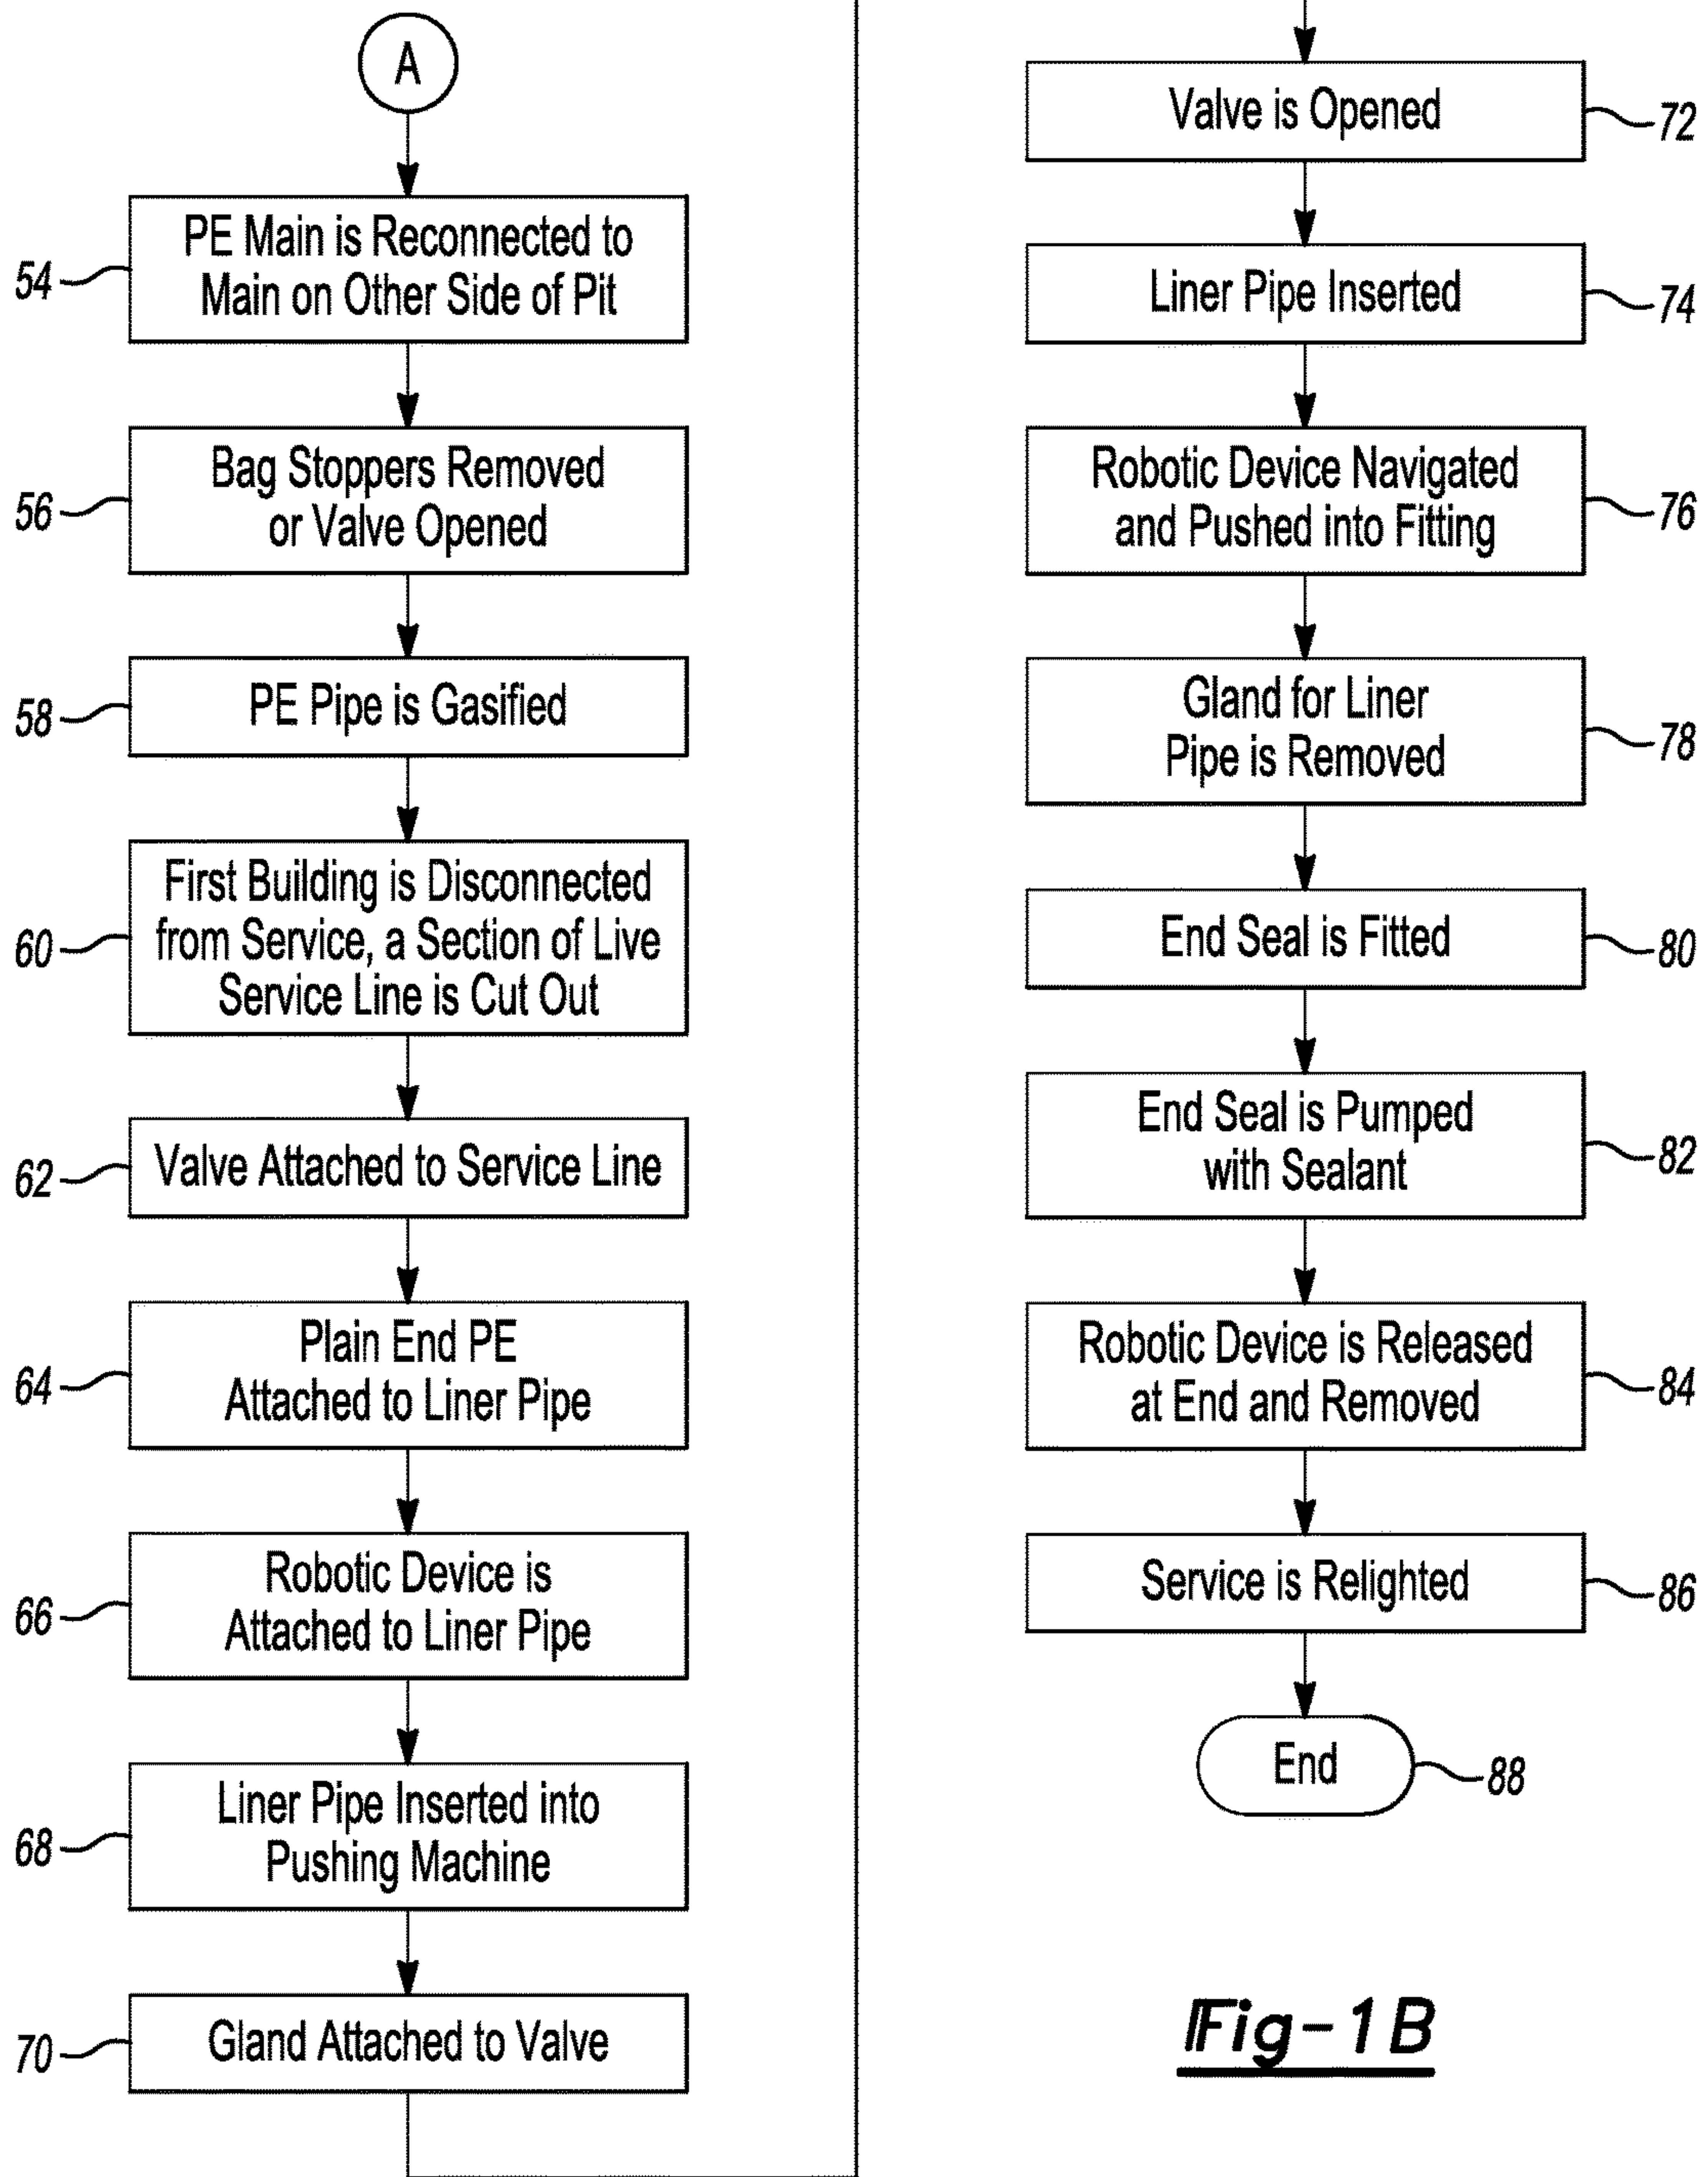 A
54
PE Main is Reconnected to
Main on Other Side of Pit
56
Bag Stoppers Removed
or Valve Opened
58
PE Pipe is Gasified
60
First Building is Disconnected
from Service, a Section of Live
Service Line is Cut Out
62
Valve Attached to Service Line
64
Plain End PE
Attached to Liner Pipe
66
Robotic Device is
Attached to Liner Pipe
68
Liner Pipe Inserted into
Pushing Machine
70
Gland Attached to Valve
Valve is Opened
72
Liner Pipe Inserted
74
Robotic Device Navigated
and Pushed into Fitting
76
Gland for Liner
Pipe is Removed
78
End Seal is Fitted
80
End Seal is Pumped
with Sealant
82
Robotic Device is Released
at End and Removed
84
Service is Relighted
86
End
88
Fig-1B